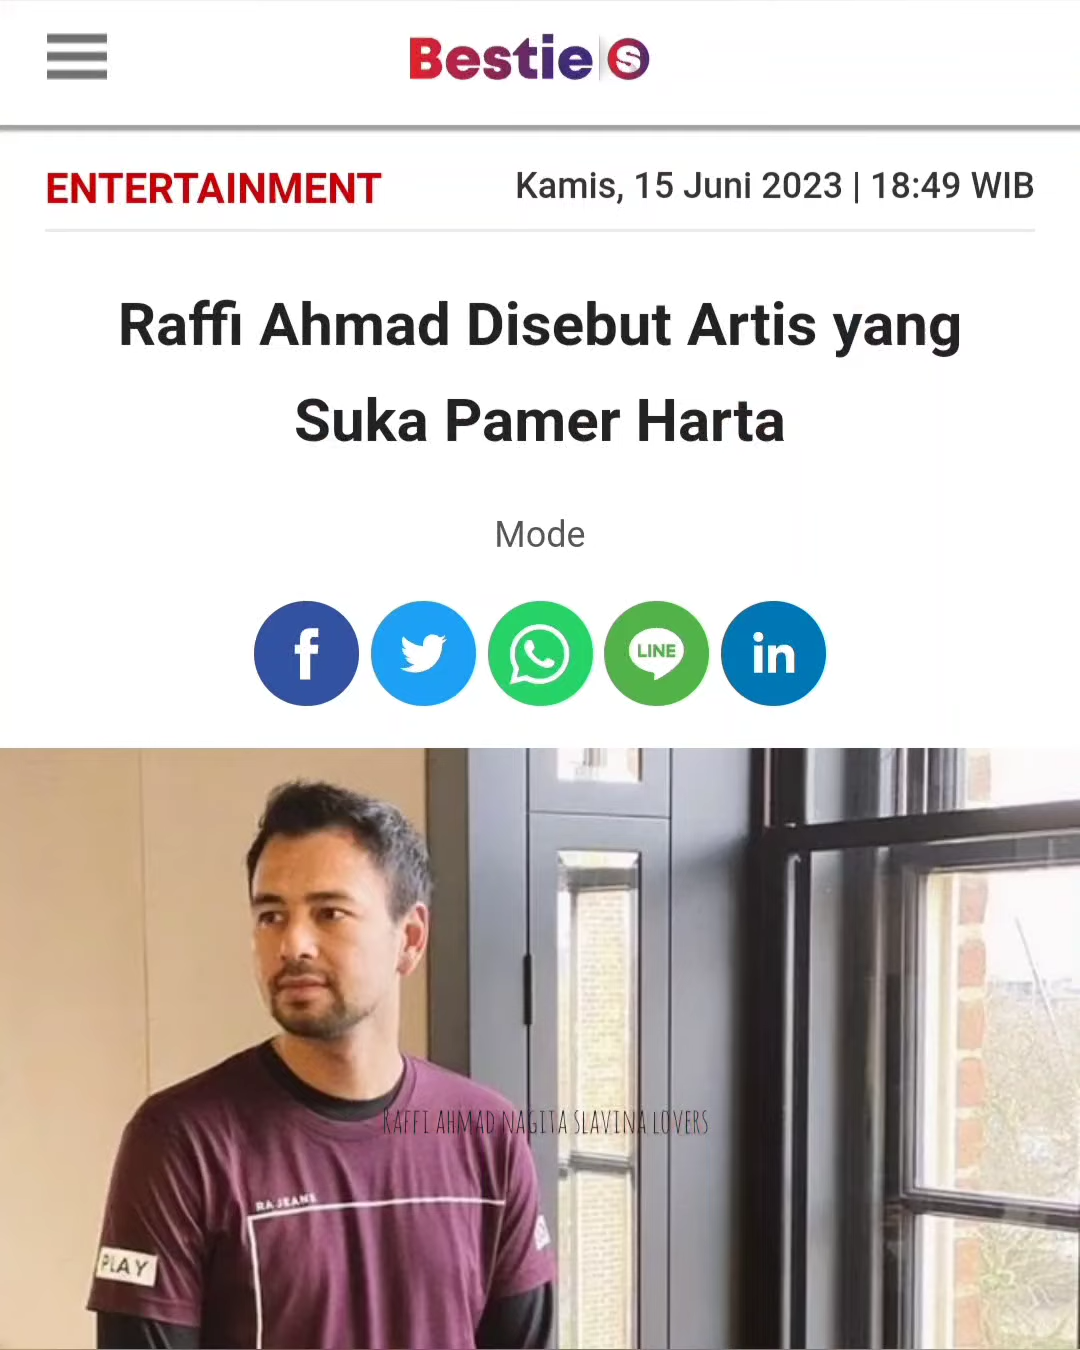 Bestie S
ENTERTAINMENT
Kamis, 15 Juni 2023 | 18:49 WIB
Raffi Ahmad Disebut Artis yang
Suka Pamer Harta
Mode
LINE
RAFFI AHMAD NAGITA SLAVINA LOVERS
RA JEANS
PLAY